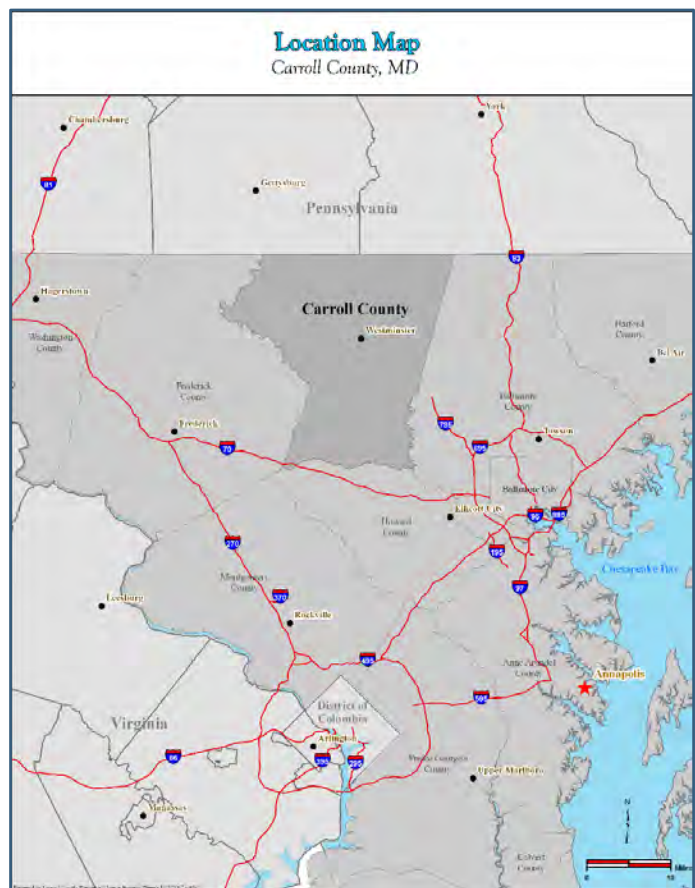 Location Map
Carroll County, MD
York
Chambersburg
81
Gettysburg
Pennsylvania
83
Hagerstown
Carroll County
Westminster
Harford
County
Washington
County
Bel Air
Frederick
County
Baltimore
County
795
Frederick
695
Towson
70
Baltimore City
Ellicott City
95
895
Howard
County
270
195
Chesapeake Bay
Montgomery
County
97
370
Leesburg
Rockville
495
Anne Arundel
County
Annapolis
595
District of
Columbia
Virginia
Arlington
66
395
295
Prince George's
County
Upper Marlboro
Manassas
N
Calvert
County
0
10
Miles